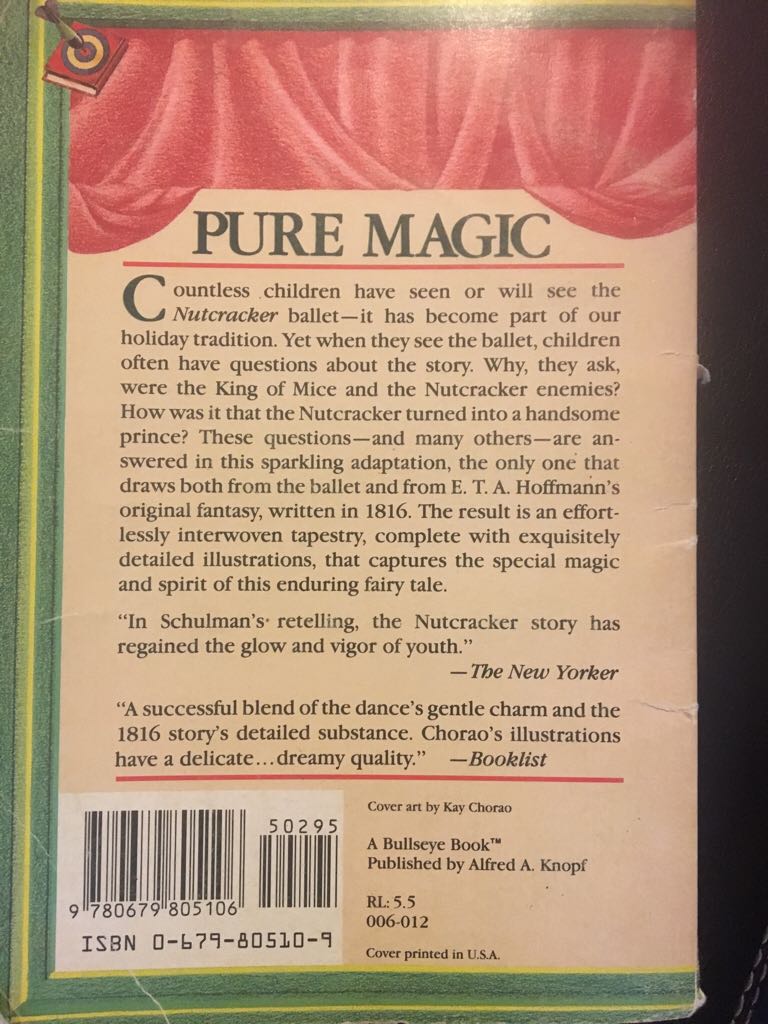 PURE MAGIC
Countless children have seen or will see the
Nutcracker ballet—it has become part of our
holiday tradition. Yet when they see the ballet, children
often have questions about the story. Why, they ask,
were the King of Mice and the Nutcracker enemies?
How was it that the Nutcracker turned into a handsome
prince? These questions—and many others—are an-
swered in this sparkling adaptation, the only one that
draws both from the ballet and from E. T. A. Hoffmann's
original fantasy, written in 1816. The result is an effort-
lessly interwoven tapestry, complete with exquisitely
detailed illustrations, that captures the special magic
and spirit of this enduring fairy tale.
“In Schulman's retelling, the Nutcracker story has
regained the glow and vigor of youth.”
—The New Yorker
“A successful blend of the dance's gentle charm and the
1816 story's detailed substance. Chorao's illustrations
have a delicate...dreamy quality.” —Booklist
50295
9 780679 805106
ISBN 0-679-80510-9
Cover art by Kay Chorao
A Bullseye Book™
Published by Alfred A. Knopf
RL: 5.5
006-012
Cover printed in U.S.A.